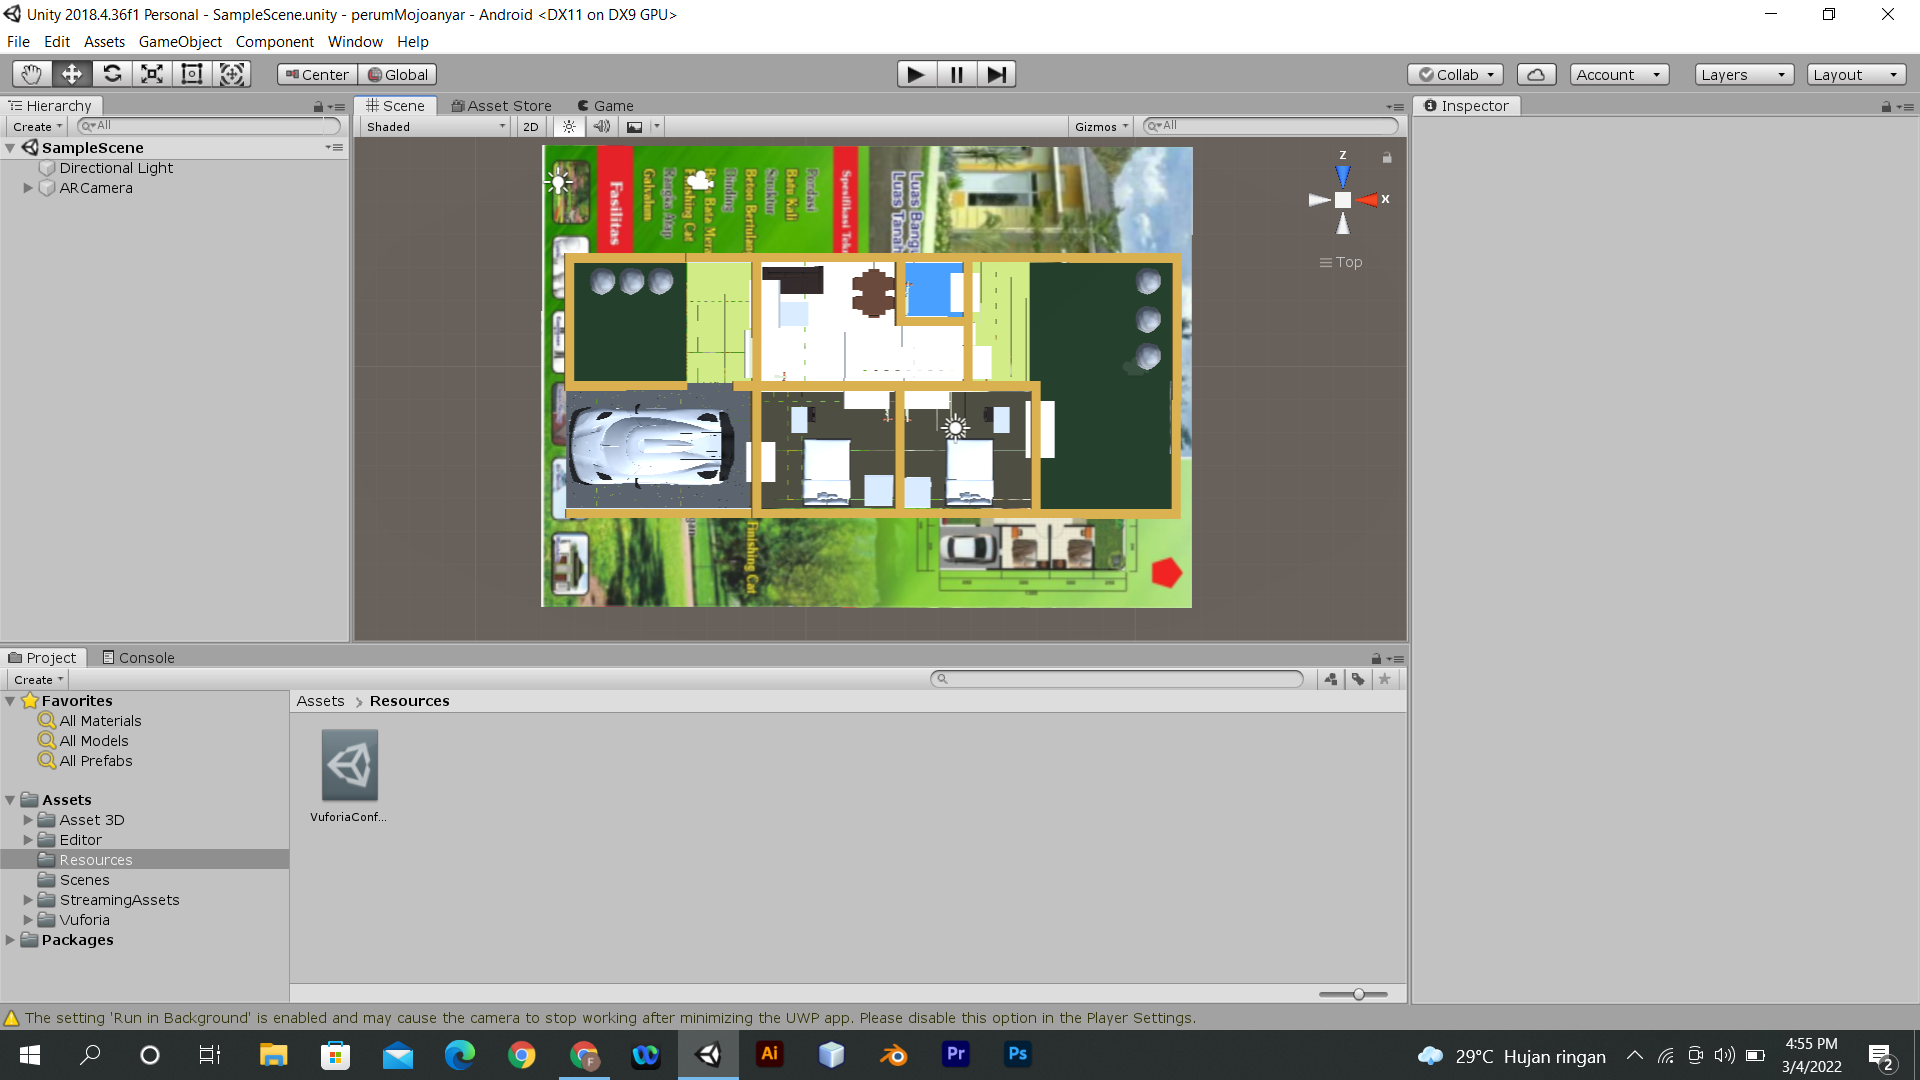 Unity 2018.4.36f1 Personal - SampleScene.unity - perumMojoanyar - Android <DX11 on DX9 GPU>
File Edit Assets GameObject Component Window Help
Center Global Collab Account Layers Layout
Hierarchy
Create All
SampleScene
Directional Light
ARCamera
Scene Asset Store Game
Shaded 2D Gizmos All
Fasilitas
Galvalum
Rangka Atap
Finishing Cat
Dinding
Beton Bertulang
Struktur
Batu Kali
Pondasi
Spesifikasi Tek
Luas Tanah
Luas Bang
Finishing Cat
Z
X
Top
Inspector
Project Console
Create
Favorites
All Materials
All Models
All Prefabs
Assets
Asset 3D
Editor
Resources
Scenes
StreamingAssets
Vuforia
Packages
Assets Resources
VuforiaConf...
The setting 'Run in Background' is enabled and may cause the camera to stop working after minimizing the UWP app. Please disable this option in the Player Settings.
F Ai Pr Ps
29°C Hujan ringan
4:55 PM
3/4/2022
2